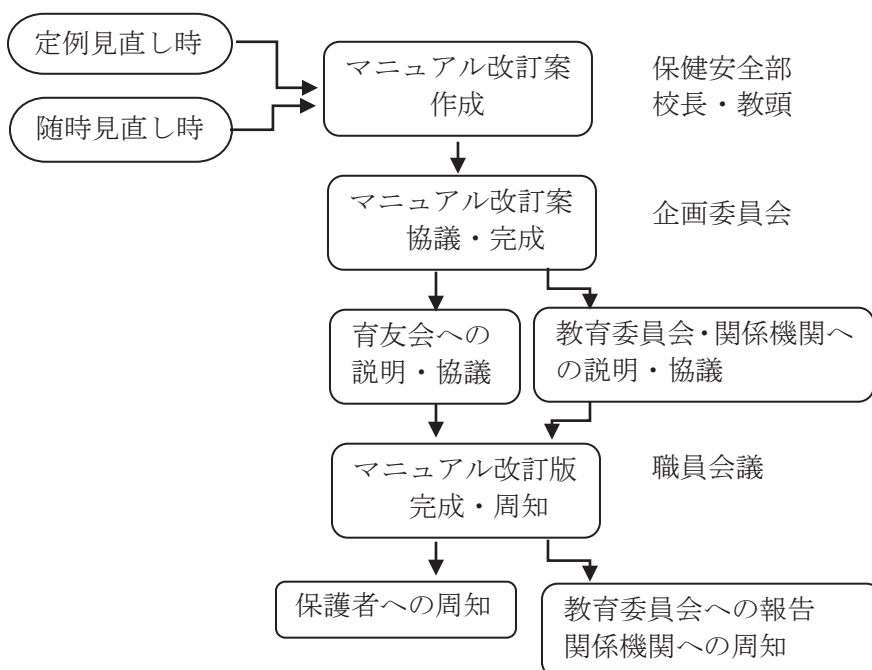 定例見直し時
随時見直し時
マニュアル改訂案
作成
保健安全部
校長・教頭
マニュアル改訂案
協議・完成
企画委員会
育友会への
説明・協議
教育委員会・関係機関へ
の説明・協議
マニュアル改訂版
完成・周知
職員会議
保護者への周知
教育委員会への報告
関係機関への周知